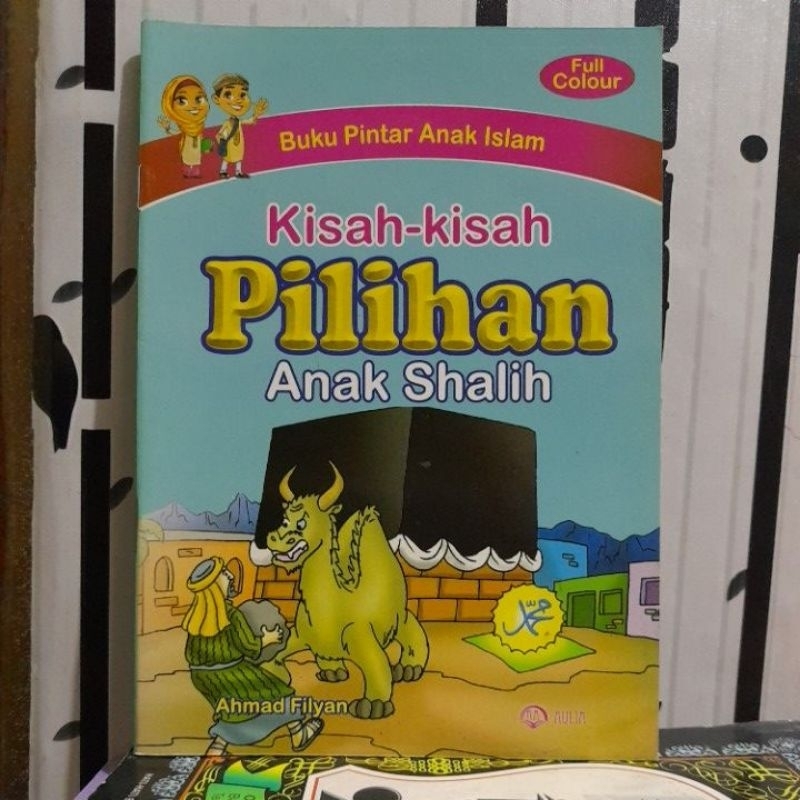 Full
Colour
Buku Pintar Anak Islam
Kisah-kisah
Pilihan
Anak Shalih
محمد
Ahmad Filyan
AULIA